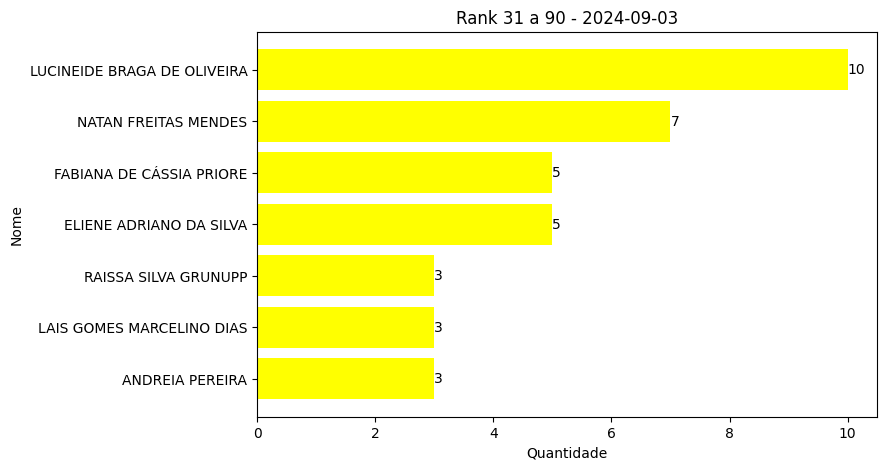 Rank 31 a 90 - 2024-09-03
LUCINEIDE BRAGA DE OLIVEIRA
10
NATAN FREITAS MENDES
7
FABIANA DE CÁSSIA PRIORE
5
ELIENE ADRIANO DA SILVA
5
RAISSA SILVA GRUNUPP
3
LAIS GOMES MARCELINO DIAS
3
ANDREIA PEREIRA
3
Nome
0 2 4 6 8 10
Quantidade